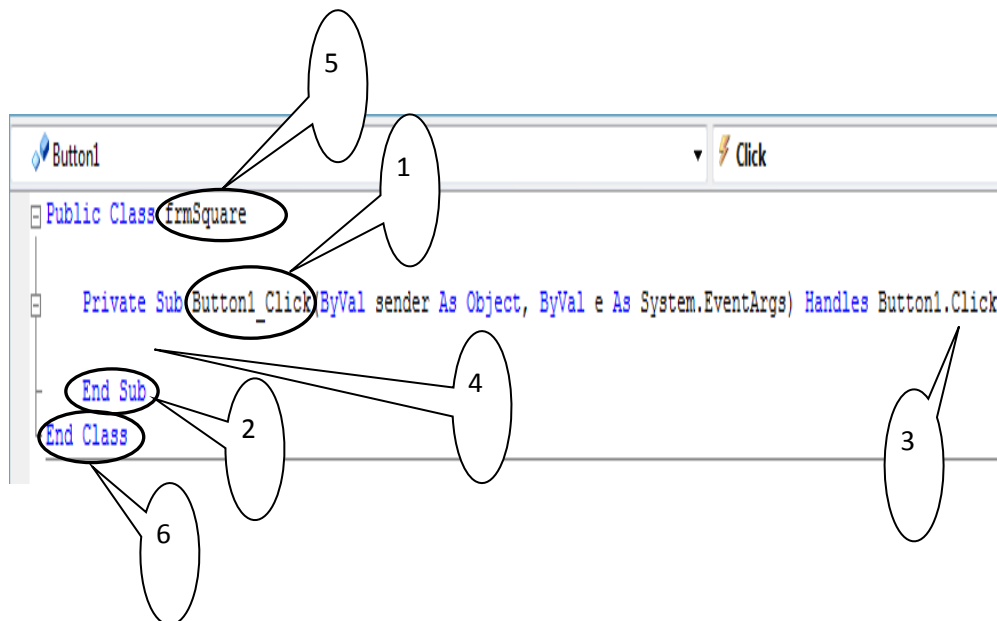 5
Button1 Click
1
Public Class frmSquare
Private Sub Button1_Click(ByVal sender As Object, ByVal e As System.EventArgs) Handles Button1.Click
4
End Sub
2
End Class
3
6